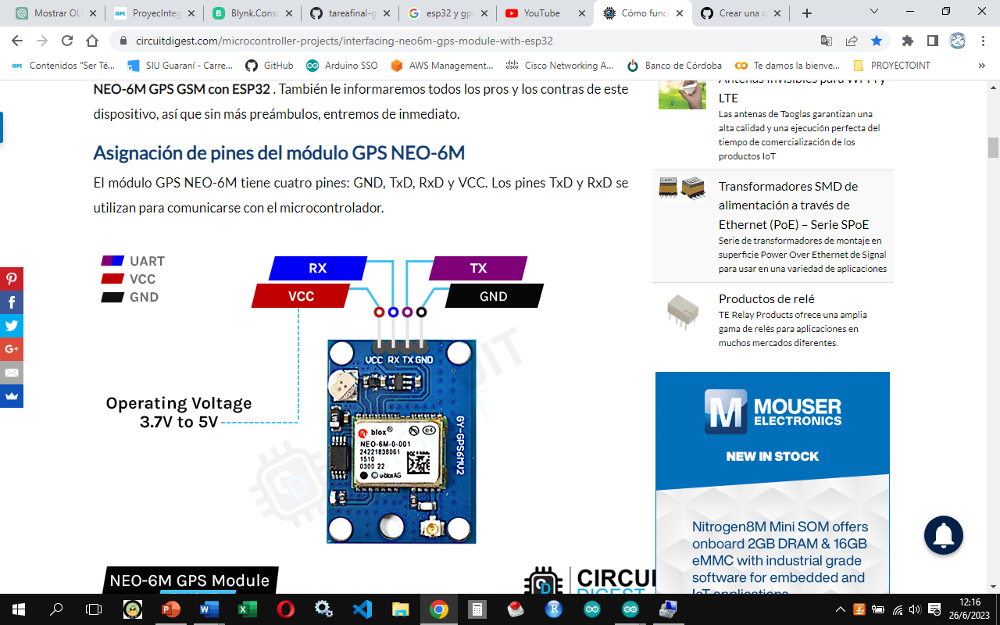 Mostrar OL
ProyecInteg
Blynk.Conso
tareafinal-g
esp32 y gps
YouTube
Cómo funci
Crear una c
circuitdigest.com/microcontroller-projects/interfacing-neo6m-gps-module-with-esp32
Contenidos "Ser Té...
SIU Guaraní - Carre...
GitHub
Arduino SSO
AWS Management...
Cisco Networking A...
Banco de Córdoba
Te damos la bienve...
PROYECTOINT
»
NEO-6M GPS GSM con ESP32 . También le informaremos todos los pros y los contras de este
dispositivo, así que sin más preámbulos, entremos de inmediato.
Asignación de pines del módulo GPS NEO-6M
El módulo GPS NEO-6M tiene cuatro pines: GND, TxD, RxD y VCC. Los pines TxD y RxD se
utilizan para comunicarse con el microcontrolador.
UART
VCC
GND
RX
TX
VCC
GND
VCC RX TX GND
Operating Voltage
3.7V to 5V
blox
NEO-6M-0-001
24221838061
1510
0300 22
u-blox AG
GY-GPS6MV2
NEO-6M GPS Module
CIRCU
DIGEST
Antenas invisibles para WI-FI y
LTE
Las antenas de Taoglas garantizan una
alta calidad y una ejecución perfecta del
tiempo de comercialización de los
productos IoT
Transformadores SMD de
alimentación a través de
Ethernet (PoE) – Serie SPoE
Serie de transformadores de montaje en
superficie Power Over Ethernet de Signal
para usar en una variedad de aplicaciones
Productos de relé
TE Relay Products ofrece una amplia
gama de relés para aplicaciones en
muchos mercados diferentes.
MOUSER
ELECTRONICS
NEW IN STOCK
Nitrogen8M Mini SOM offers
onboard 2GB DRAM & 16GB
eMMC with industrial grade
software for embedded and
IoT applications
12:16
26/6/2023